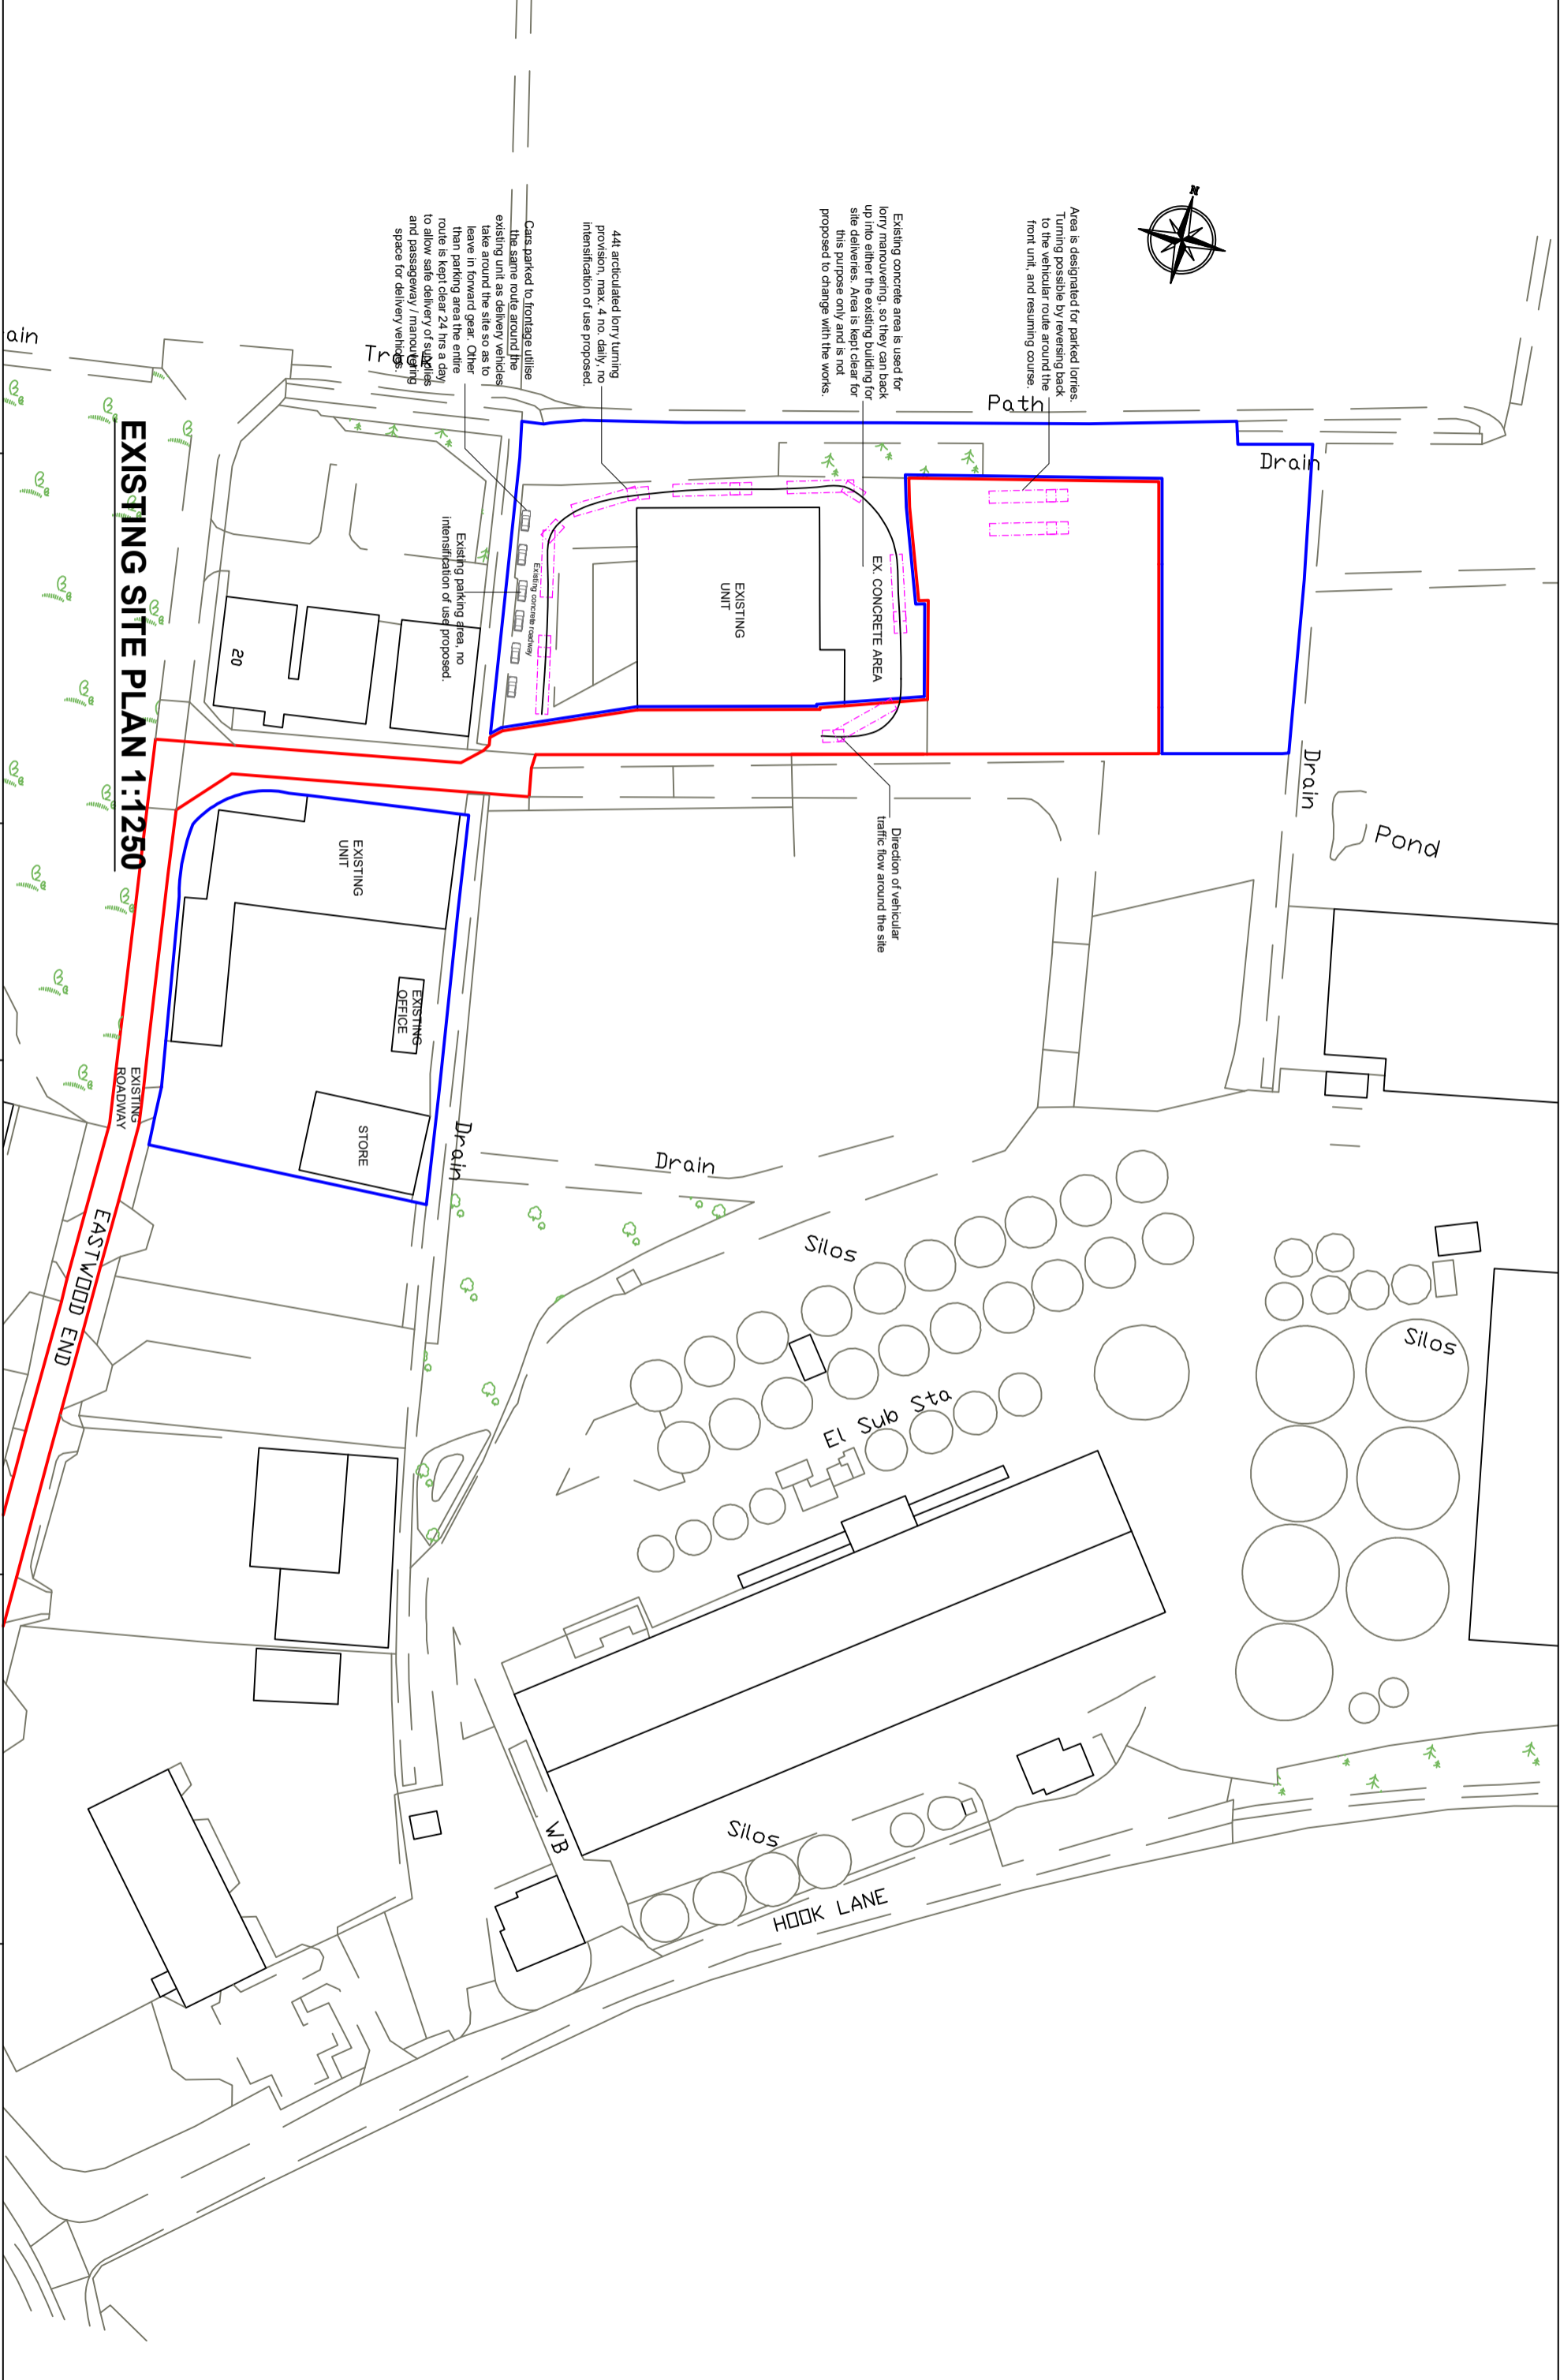 N
Area is designated for parked lorries.
Turning possible by reversing back
to the vehicular route around the
front unit, and resuming course.
Existing concrete area is used for
lorry manouvering, so they can back
up into either the existing building for
site deliveries. Area is kept clear for
this purpose only and is not
proposed to change with the works.
44t arcticulated lorry turning
provision, max. 4 no. daily, no
intensification of use proposed.
Cars parked to frontage utilise
the same route around the
existing unit as delivery vehicles
take around the site so as to
leave in forward gear. Other
than parking area the entire
route is kept clear 24 hrs a day
to allow safe delivery of supplies
and passageway / manouvering
space for delivery vehicles.
ain
Track
Path
Drain
Existing parking area, no
intensification of use proposed.
Existing concrete roadway
EXISTING
UNIT
EX. CONCRETE AREA
20
EXISTING SITE PLAN 1:1250
Drain
Pond
Direction of vehicular
traffic flow around the site
EXISTING
UNIT
EXISTING
OFFICE
STORE
EXISTING
ROADWAY
Drain
Drain
EASTWOOD END
Silos
Silos
El Sub Sta
WB
Silos
HOOK LANE